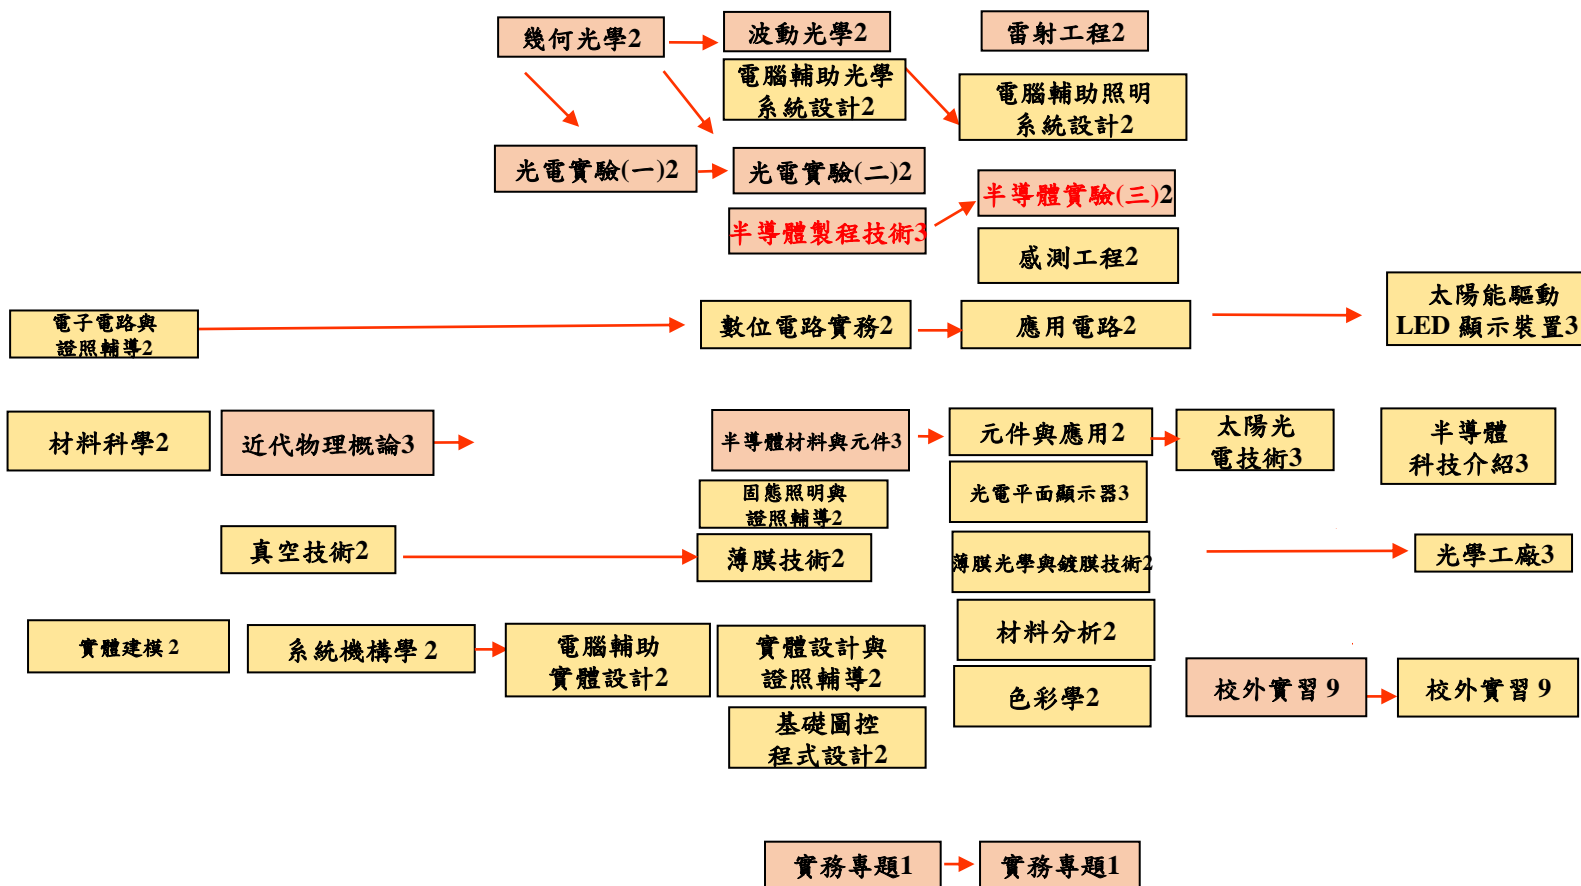 幾何光學2
波動光學2
雷射工程2
電腦輔助光學
系統設計2
電腦輔助照明
系統設計2
光電實驗(一)2
光電實驗(二)2
半導體實驗(三)2
半導體製程技術3
感測工程2
電子電路與
證照輔導2
數位電路實務2
應用電路2
太陽能驅動
LED 顯示裝置3
材料科學2
近代物理概論3
半導體材料與元件3
元件與應用2
太陽光
電技術3
半導體
科技介紹3
固態照明與
證照輔導2
光電平面顯示器3
真空技術2
薄膜技術2
薄膜光學與鍍膜技術2
光學工廠3
實體建模 2
系統機構學 2
電腦輔助
實體設計2
實體設計與
證照輔導2
材料分析2
色彩學2
校外實習 9
校外實習 9
基礎圖控
程式設計2
實務專題1
實務專題1